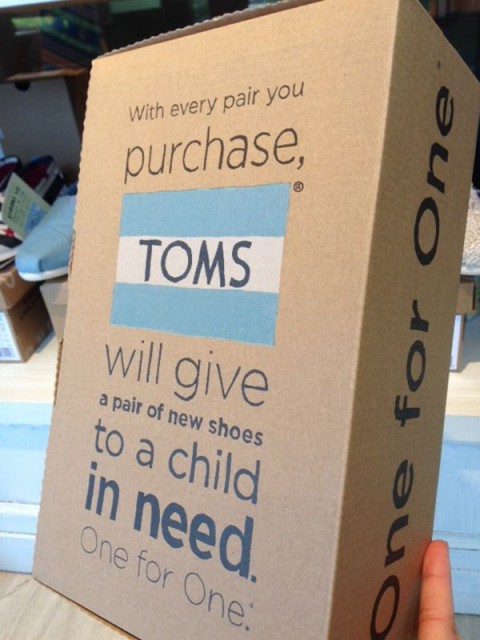 With every pair you
purchase,
TOMS®
will give
a pair of new shoes
to a child
in need.
One for One.
One for One